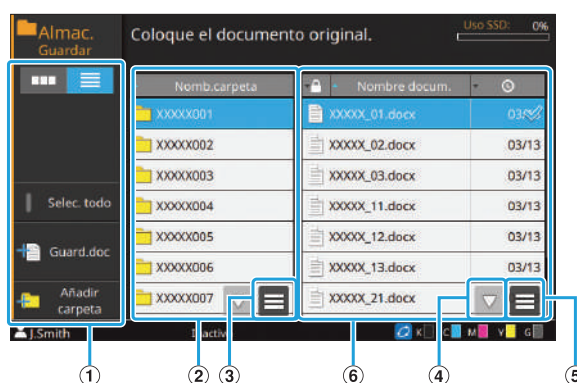 Almac.
Guardar
Coloque el documento original.
Uso SSD: 0%
Nomb.carpeta
Nombre docum.
XXXXX001
XXXXX_01.docx 03/
XXXXX002
XXXXX_02.docx 03/13
XXXXX003
XXXXX_03.docx 03/13
Selec. todo
XXXXX004
XXXXX_11.docx 03/13
Guard.doc
XXXXX005
XXXXX_12.docx 03/13
XXXXX006
XXXXX_13.docx 03/13
Añadir
carpeta
XXXXX007
XXXXX_21.docx
J.Smith
K C M Y G
1 2 3 6 4 5